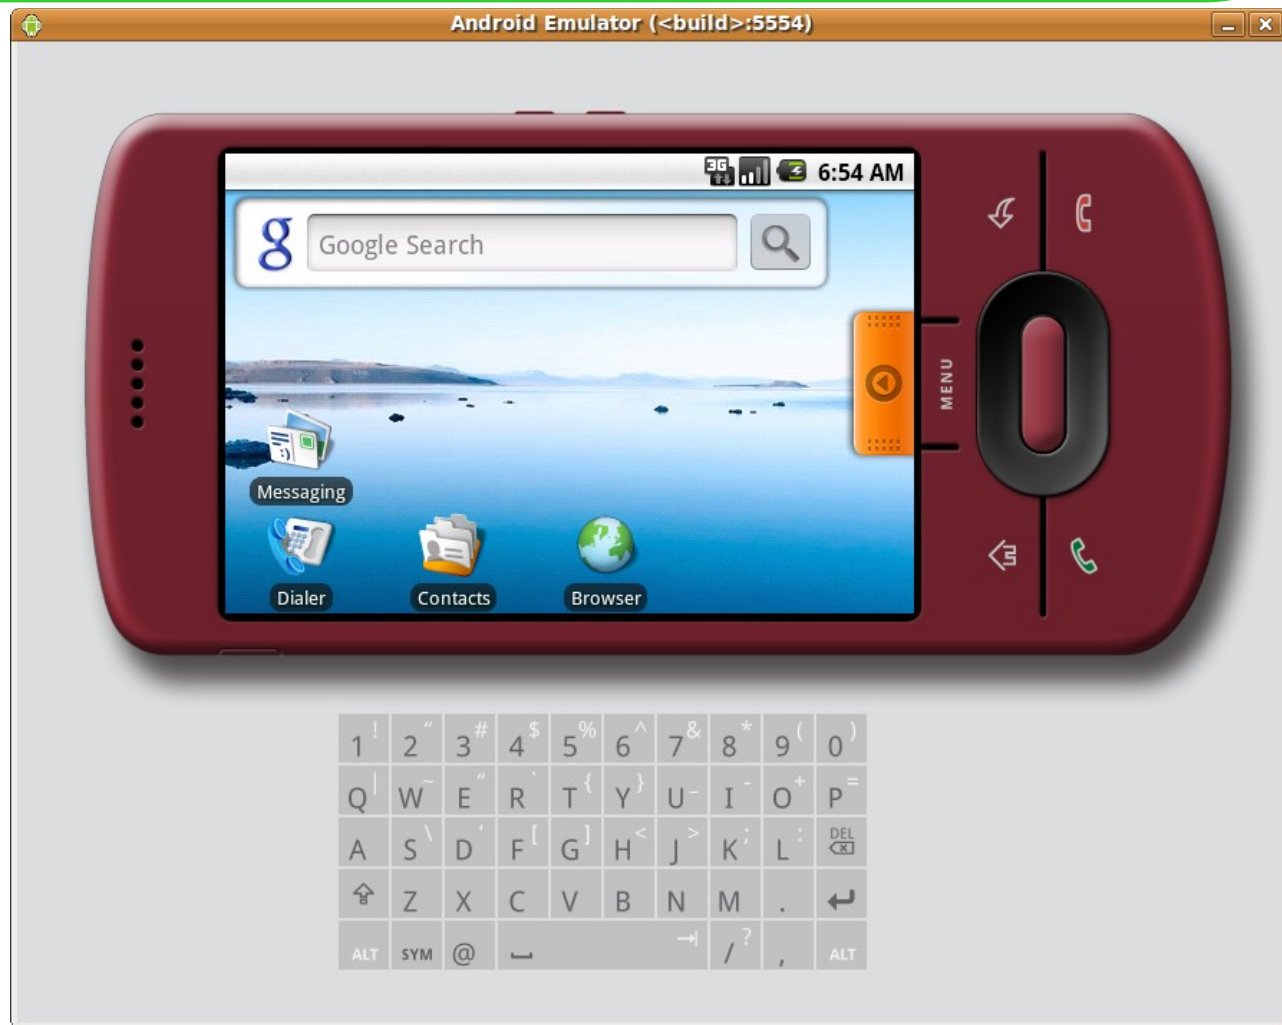 Android Emulator (<build>:5554)
3G 6:54 AM
g Google Search
MENU
Messaging
Dialer Contacts Browser
1 ! 2 “ 3 # 4 $ 5 % 6 ^ 7 & 8 * 9 ( 0 )
Q | W ~ E “ R ` T { Y } U _ I - O + P =
A S \ D ‘ F [ G ] H < J > K ; L : DEL
Z X C V B N M .
ALT SYM @ / ? , ALT